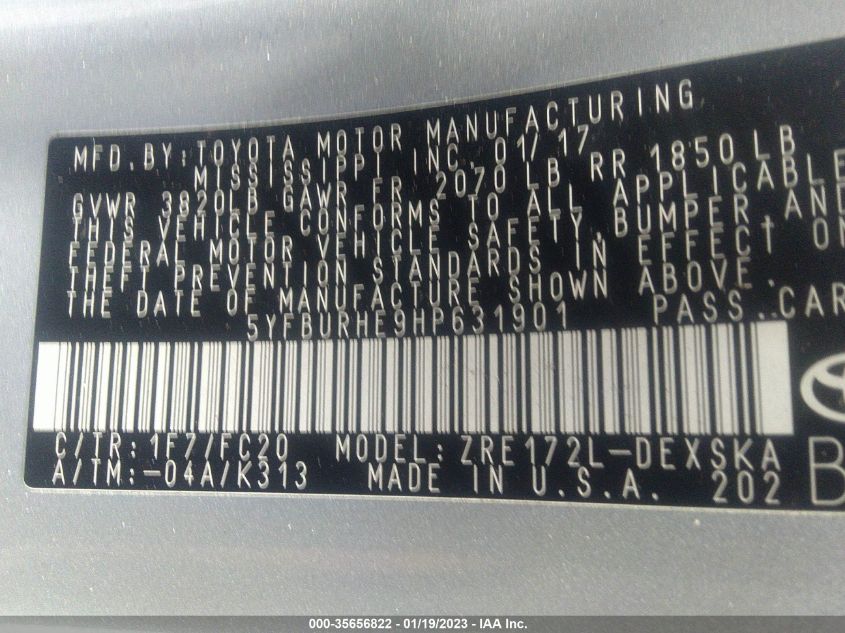 MFD. BY: TOYOTA MOTOR MANUFACTURING
MISSISSIPPI INC. 01/17
GVWR 3820LB GAWR FR 2070 LB RR 1850 LB
THIS VEHICLE CONFORMS TO ALL APPLICABLE
FEDERAL MOTOR VEHICLE SAFETY, BUMPER, AND
THEFT PREVENTION STANDARDS IN EFFECT ON
THE DATE OF MANUFACTURE SHOWN ABOVE.
5YFBURHE9HP631901 PASS. CAR
C/TR: 1F7/FC20 MODEL: ZRE172L-DEXSKA
A/TM: -04A/K313 MADE IN U.S.A. 202
B
000-35656822 - 01/19/2023 - IAA Inc.